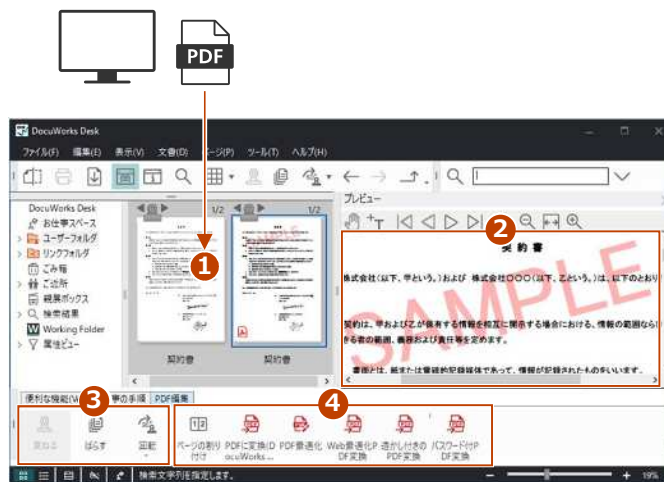 PDF
DocuWorks Desk
ファイル(F) 編集(E) 表示(V) 文書(D) ページ(P) ツール(T) ヘルプ(H)
DocuWorks Desk
お仕事スペース
ユーザーフォルダ
リンクフォルダ
ごみ箱
ご近所
親展ボックス
検索結果
Working Folder
属性ビュー
1/2
1/2
1
契約書
契約書
プレビュー
2
契 約 書
株式会社(以下、甲という。)および 株式会社〇〇〇(以下、乙という。)は、以下のとおり
契約は、甲および乙が保有する情報を相互に開示する場合における、情報の範囲なら
きる者の範囲、義務および責任等を定めます。
書面とは、紙または電磁的記録媒体であって、情報が記録されたものをいいます。
SAMPLE
便利な機能(W 事の手順 PDF編集
3
4
束ねる
ばらす
回転
ページの割り
付け
PDFに変換(D
ocuWorks ...
PDF最適化
Web最適化P
DF変換
透かし付きの
PDF変換
パスワード付P
DF変換
検索文字列を指定します。
19%